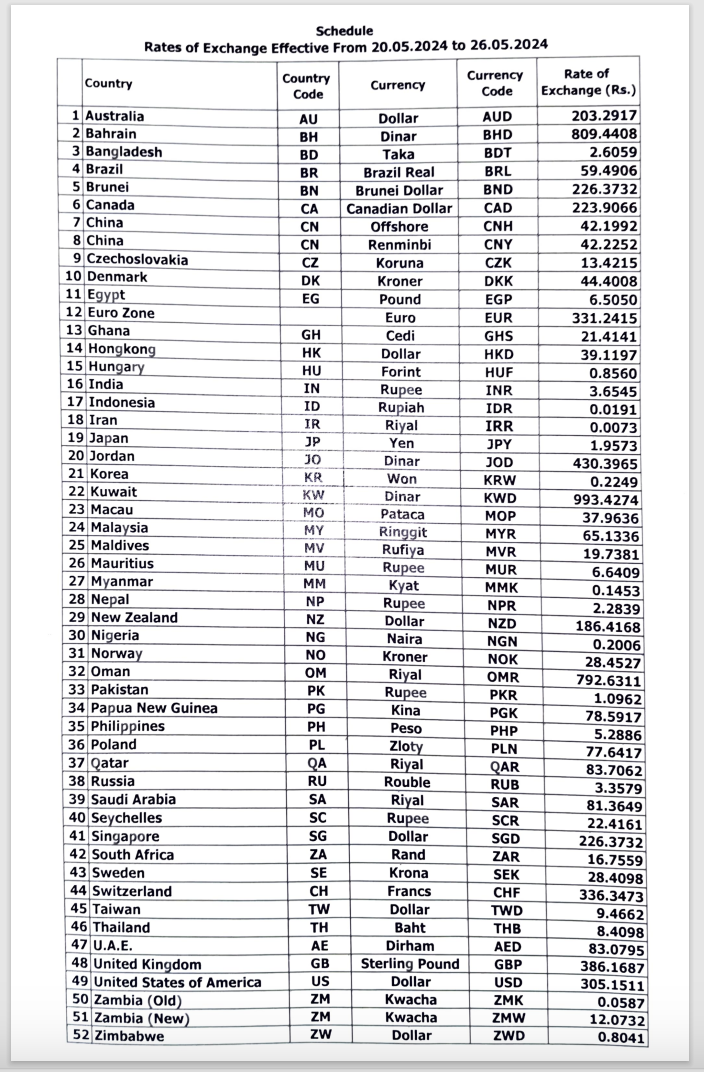 Schedule
Rates of Exchange Effective From 20.05.2024 to 26.05.2024
Country Country Code Currency Currency Code Rate of Exchange (Rs.)
1 Australia AU Dollar AUD 203.2917
2 Bahrain BH Dinar BHD 809.4408
3 Bangladesh BD Taka BDT 2.6059
4 Brazil BR Brazil Real BRL 59.4906
5 Brunei BN Brunei Dollar BND 226.3732
6 Canada CA Canadian Dollar CAD 223.9066
7 China CN Offshore CNH 42.1992
8 China CN Renminbi CNY 42.2252
9 Czechoslovakia CZ Koruna CZK 13.4215
10 Denmark DK Kroner DKK 44.4008
11 Egypt EG Pound EGP 6.5050
12 Euro Zone Euro EUR 331.2415
13 Ghana GH Cedi GHS 21.4141
14 Hongkong HK Dollar HKD 39.1197
15 Hungary HU Forint HUF 0.8560
16 India IN Rupee INR 3.6545
17 Indonesia ID Rupiah IDR 0.0191
18 Iran IR Riyal IRR 0.0073
19 Japan JP Yen JPY 1.9573
20 Jordan JO Dinar JOD 430.3965
21 Korea KR Won KRW 0.2249
22 Kuwait KW Dinar KWD 993.4274
23 Macau MO Pataca MOP 37.9636
24 Malaysia MY Ringgit MYR 65.1336
25 Maldives MV Rufiya MVR 19.7381
26 Mauritius MU Rupee MUR 6.6409
27 Myanmar MM Kyat MMK 0.1453
28 Nepal NP Rupee NPR 2.2839
29 New Zealand NZ Dollar NZD 186.4168
30 Nigeria NG Naira NGN 0.2006
31 Norway NO Kroner NOK 28.4527
32 Oman OM Riyal OMR 792.6311
33 Pakistan PK Rupee PKR 1.0962
34 Papua New Guinea PG Kina PGK 78.5917
35 Philippines PH Peso PHP 5.2886
36 Poland PL Zloty PLN 77.6417
37 Qatar QA Riyal QAR 83.7062
38 Russia RU Rouble RUB 3.3579
39 Saudi Arabia SA Riyal SAR 81.3649
40 Seychelles SC Rupee SCR 22.4161
41 Singapore SG Dollar SGD 226.3732
42 South Africa ZA Rand ZAR 16.7559
43 Sweden SE Krona SEK 28.4098
44 Switzerland CH Francs CHF 336.3473
45 Taiwan TW Dollar TWD 9.4662
46 Thailand TH Baht THB 8.4098
47 U.A.E. AE Dirham AED 83.0795
48 United Kingdom GB Sterling Pound GBP 386.1687
49 United States of America US Dollar USD 305.1511
50 Zambia (Old) ZM Kwacha ZMK 0.0587
51 Zambia (New) ZM Kwacha ZMW 12.0732
52 Zimbabwe ZW Dollar ZWD 0.8041